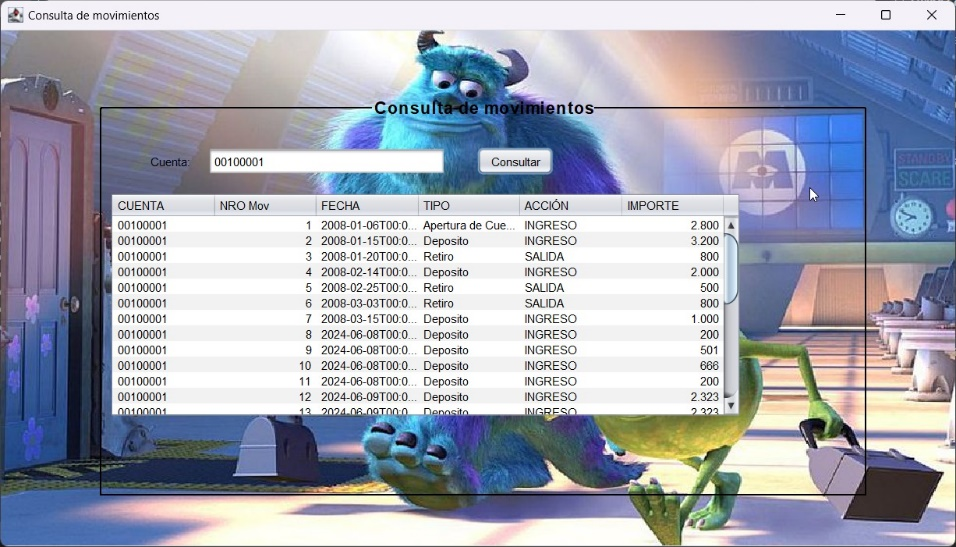 Consulta de movimientos
Consulta de movimientos
Cuenta: 00100001 Consultar
CUENTA NRO Mov FECHA TIPO ACCIÓN IMPORTE
00100001 1 2008-01-06T00:0... Apertura de Cue... INGRESO 2.800
00100001 2 2008-01-15T00:0... Deposito INGRESO 3.200
00100001 3 2008-01-20T00:0... Retiro SALIDA 800
00100001 4 2008-02-14T00:0... Deposito INGRESO 2.000
00100001 5 2008-02-25T00:0... Retiro SALIDA 500
00100001 6 2008-03-03T00:0... Retiro SALIDA 800
00100001 7 2008-03-15T00:0... Deposito INGRESO 1.000
00100001 8 2024-06-08T00:0... Deposito INGRESO 200
00100001 9 2024-06-08T00:0... Deposito INGRESO 501
00100001 10 2024-06-08T00:0... Deposito INGRESO 666
00100001 11 2024-06-08T00:0... Deposito INGRESO 200
00100001 12 2024-06-09T00:0... Deposito INGRESO 2.323
00100001 13 2024-06-09T00:0... Deposito INGRESO 2.323
STANDBY
SCARE